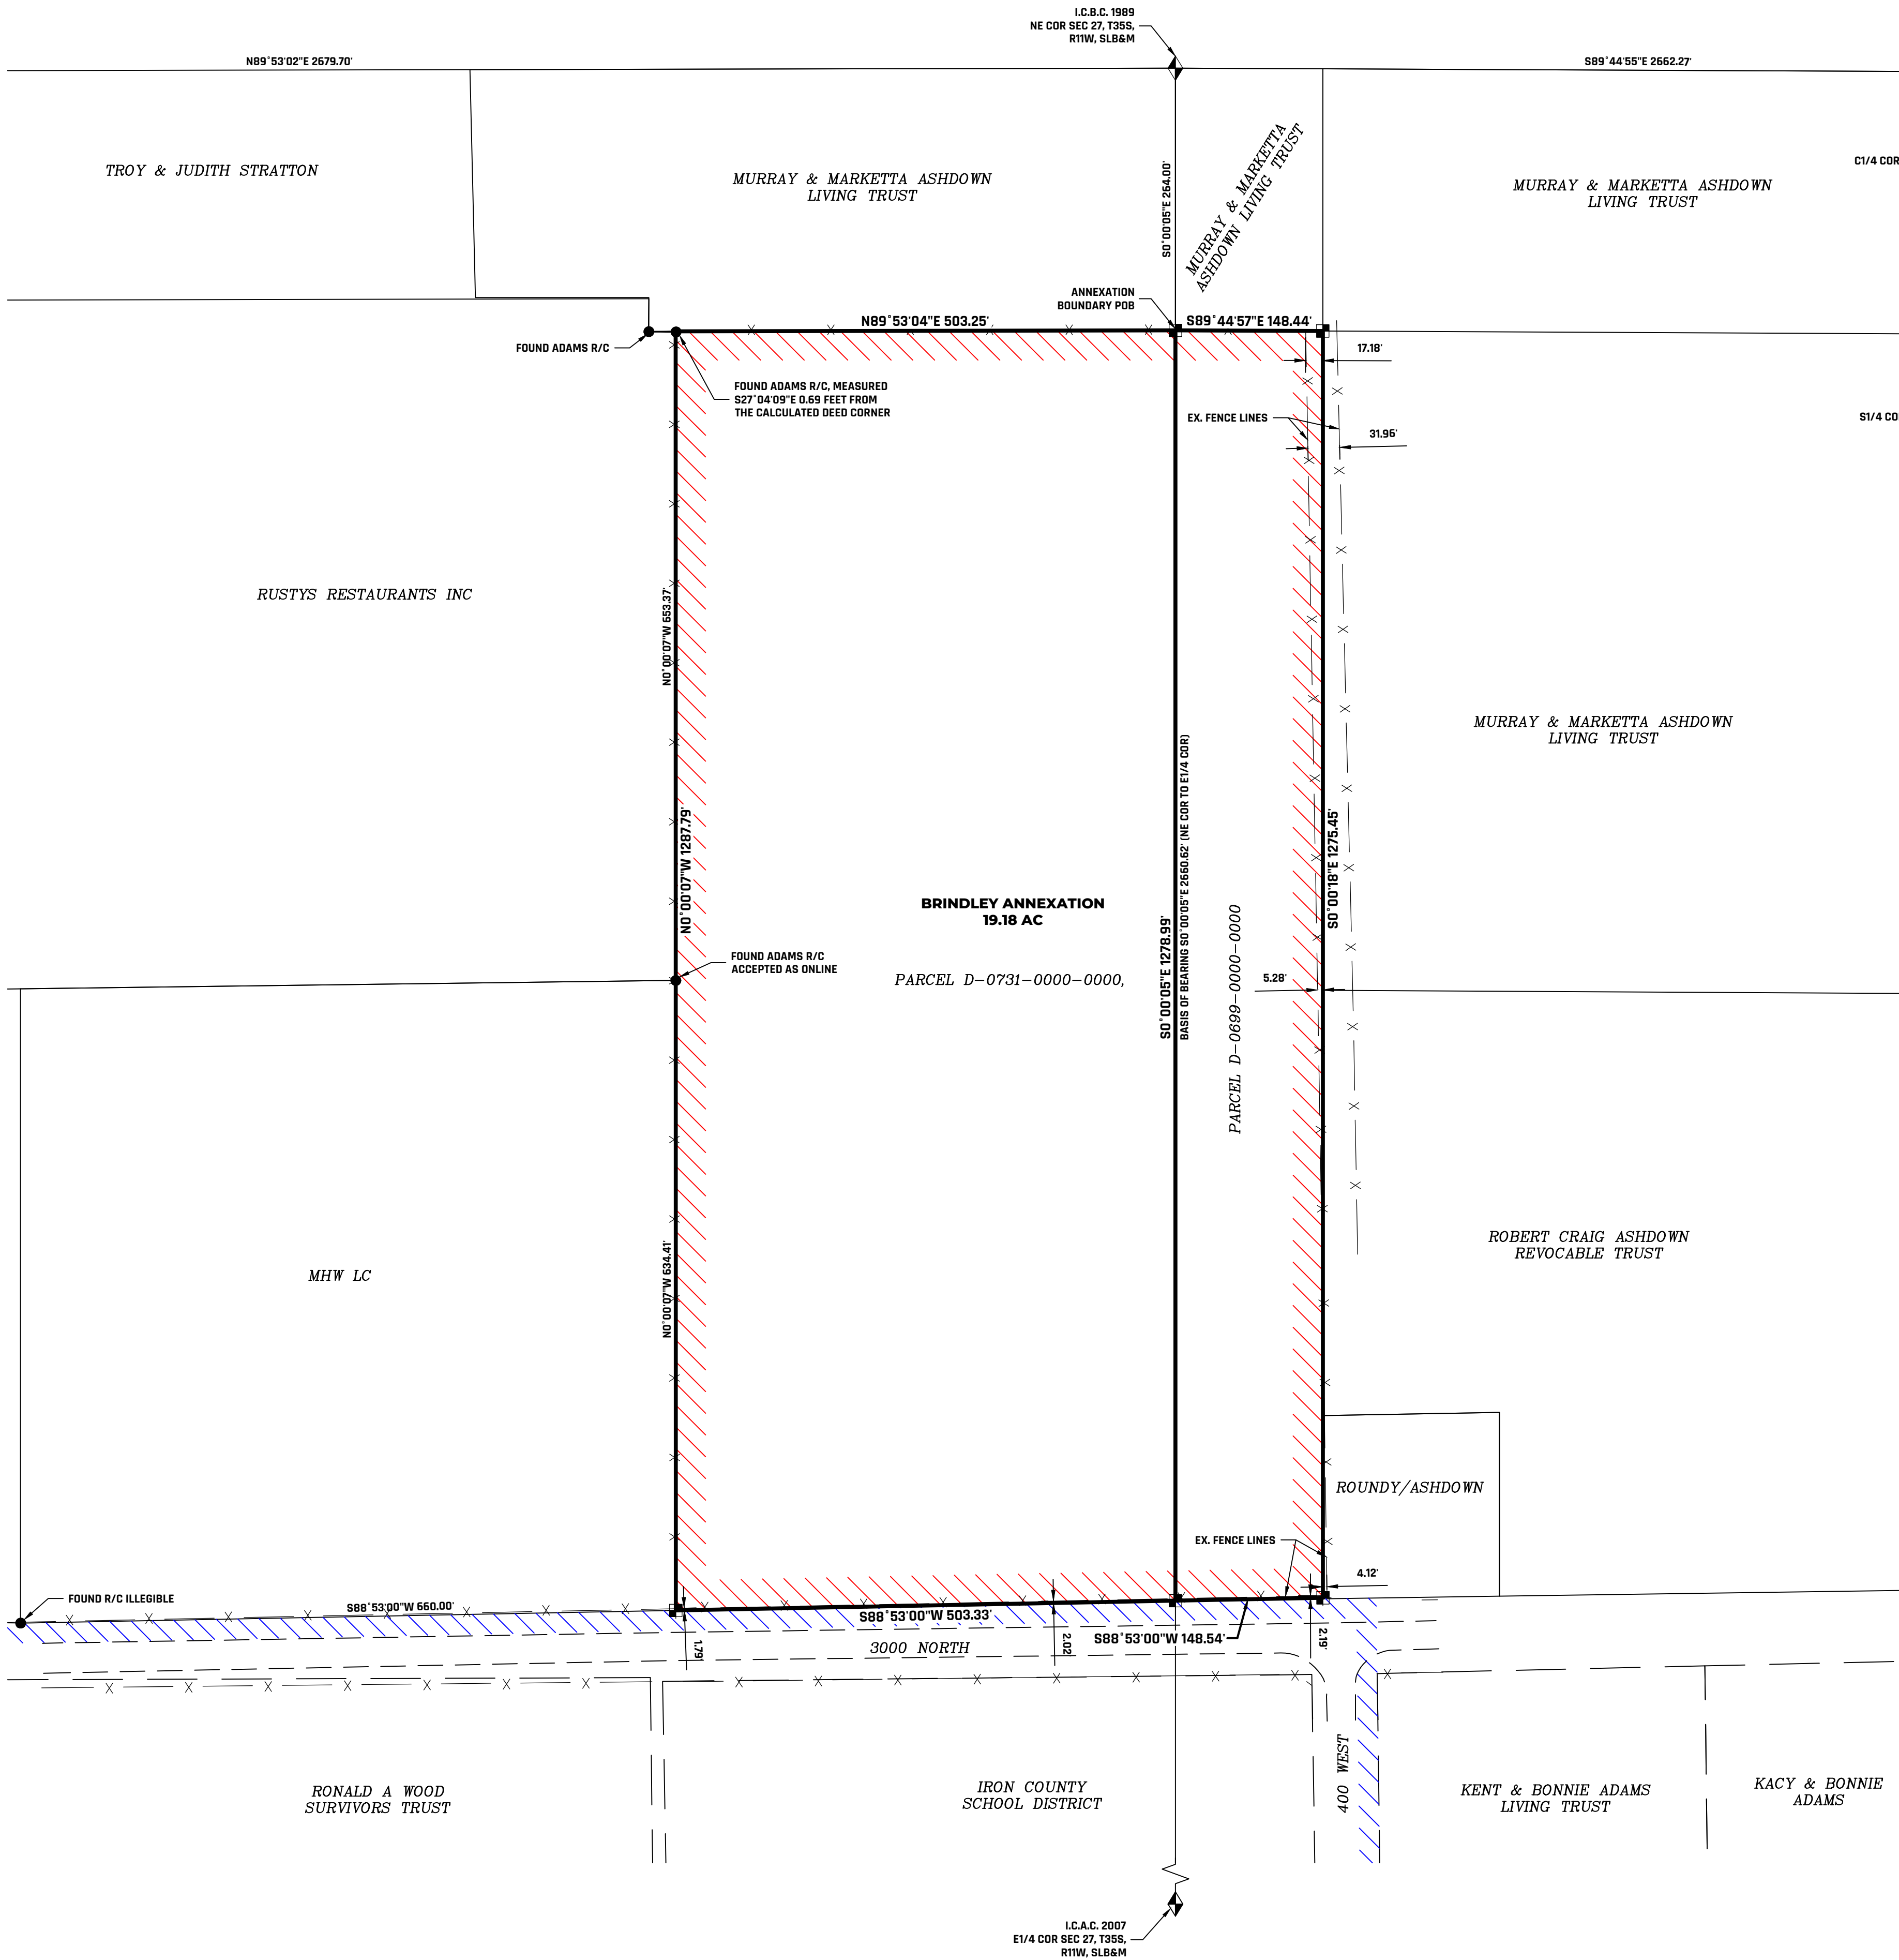 I.C.B.C. 1989
NE COR SEC 27, T35S,
R11W, SLB&M
N89°53'02"E 2679.70'
S89°44'55"E 2662.27'
TROY & JUDITH STRATTON
MURRAY & MARKETTA ASHDOWN
LIVING TRUST
S0°00'05"E 264.00'
MURRAY & MARKETTA
ASHDOWN LIVING TRUST
MURRAY & MARKETTA ASHDOWN
LIVING TRUST
C1/4 COR
ANNEXATION
BOUNDARY POB
N89°53'04"E 503.25'
S89°44'57"E 148.44'
FOUND ADAMS R/C
17.18'
FOUND ADAMS R/C, MEASURED
S27°04'09"E 0.69 FEET FROM
THE CALCULATED DEED CORNER
EX. FENCE LINES
31.96'
S1/4 CO
RUSTYS RESTAURANTS INC
N0°00'07"W 653.37'
MURRAY & MARKETTA ASHDOWN
LIVING TRUST
N0°00'07"W 1287.79'
BRINDLEY ANNEXATION
19.18 AC
PARCEL D-0731-0000-0000,
S0°00'05"E 1278.99'
BASIS OF BEARING S0°00'05"E 2660.62' (NE COR TO E1/4 COR)
PARCEL D-0699-0000-0000
S0°00'18"E 1275.45'
FOUND ADAMS R/C
ACCEPTED AS ONLINE
5.28'
MHW LC
N0°00'07"W 634.41'
ROBERT CRAIG ASHDOWN
REVOCABLE TRUST
ROUNDY/ASHDOWN
EX. FENCE LINES
4.12'
FOUND R/C ILLEGIBLE
S88°53'00"W 660.00'
S88°53'00"W 503.33'
S88°53'00"W 148.54'
1.79'
2.02'
2.19'
3000 NORTH
400 WEST
RONALD A WOOD
SURVIVORS TRUST
IRON COUNTY
SCHOOL DISTRICT
KENT & BONNIE ADAMS
LIVING TRUST
KACY & BONNIE
ADAMS
I.C.A.C. 2007
E1/4 COR SEC 27, T35S,
R11W, SLB&M